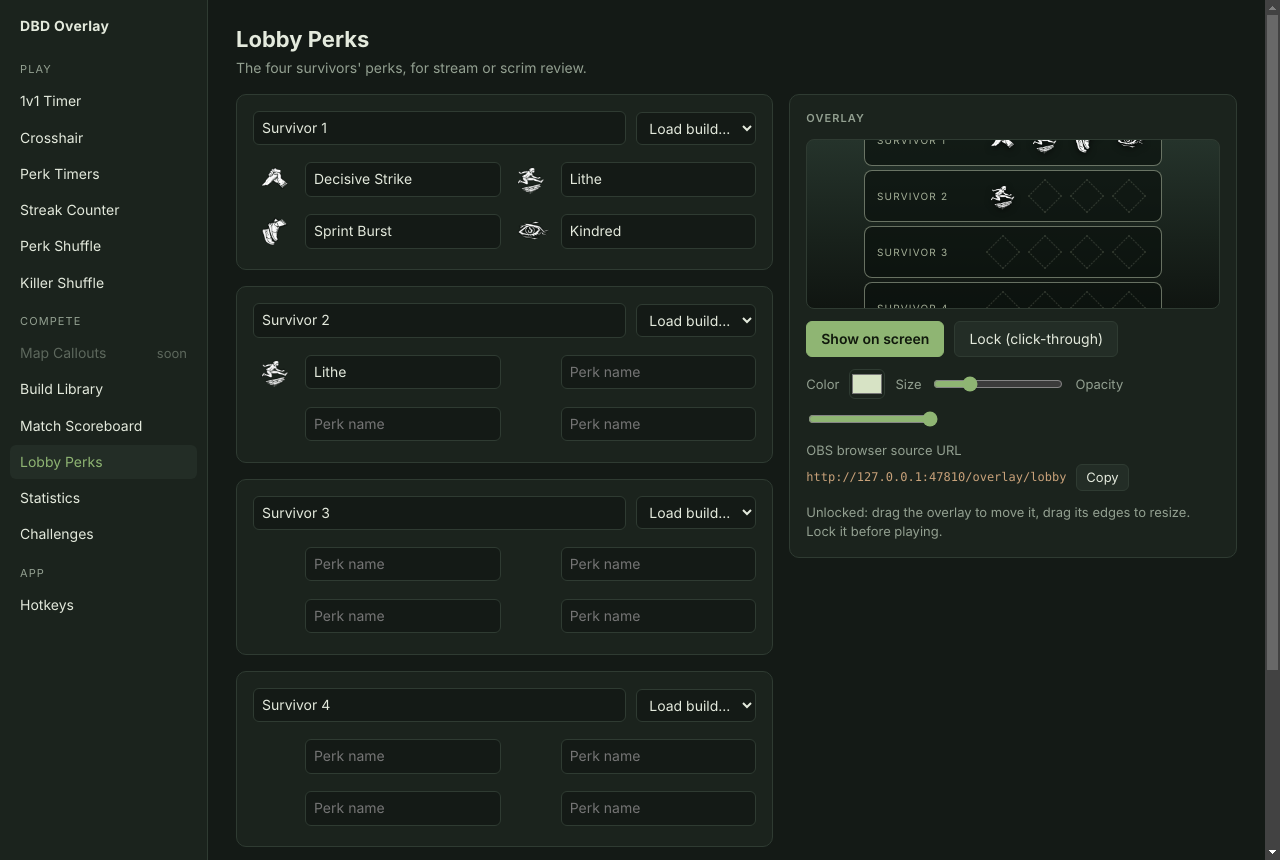 DBD Overlay
PLAY
1v1 Timer
Crosshair
Perk Timers
Streak Counter
Perk Shuffle
Killer Shuffle
COMPETE
Map Callouts soon
Build Library
Match Scoreboard
Lobby Perks
Statistics
Challenges
APP
Hotkeys
Lobby Perks
The four survivors' perks, for stream or scrim review.
Survivor 1 Load build...
Decisive Strike Lithe
Sprint Burst Kindred
Survivor 2 Load build...
Lithe Perk name
Perk name Perk name
Survivor 3 Load build...
Perk name Perk name
Perk name Perk name
Survivor 4 Load build...
Perk name Perk name
Perk name Perk name
OVERLAY
SURVIVOR 1
SURVIVOR 2
SURVIVOR 3
SURVIVOR 4
Show on screen Lock (click-through)
Color Size Opacity
OBS browser source URL
http://127.0.0.1:47810/overlay/lobby Copy
Unlocked: drag the overlay to move it, drag its edges to resize.
Lock it before playing.